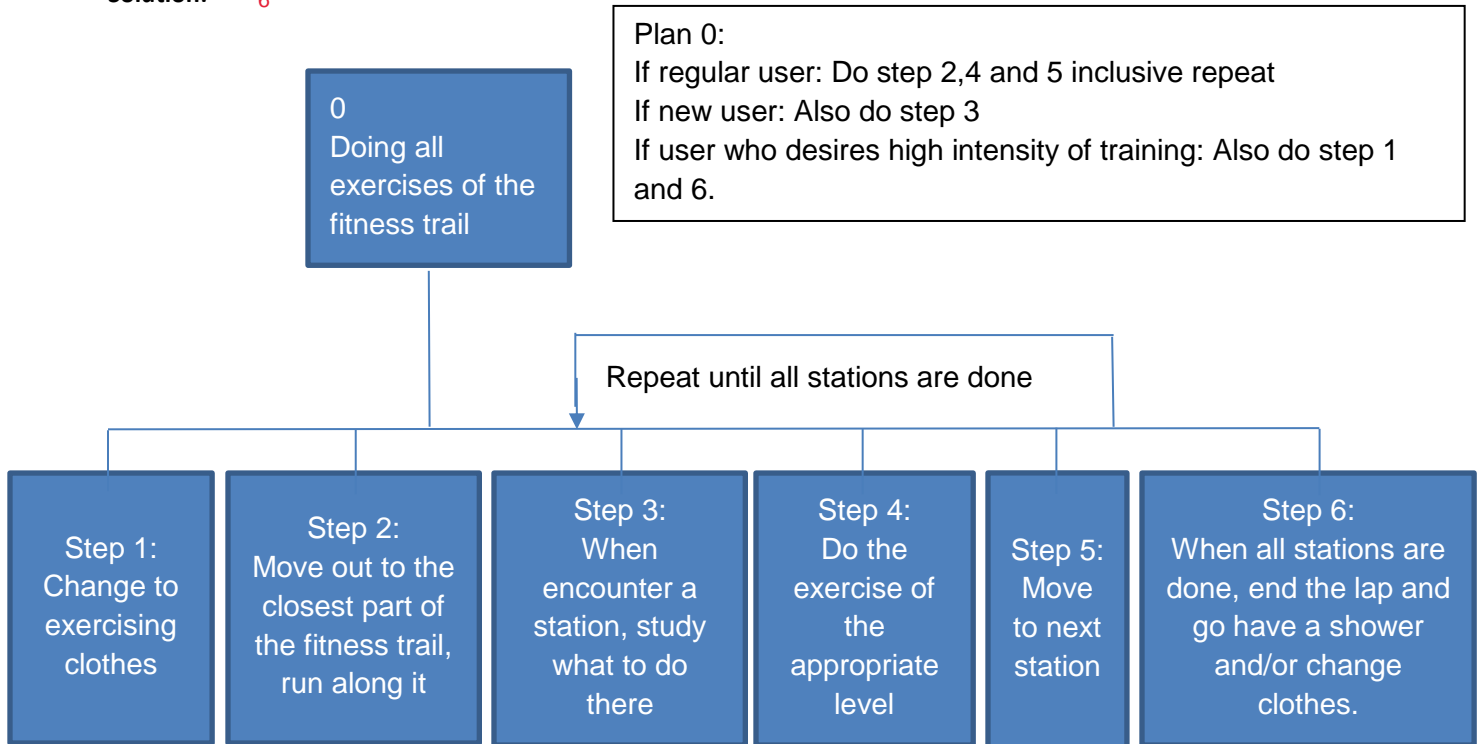 6
Plan 0:
If regular user: Do step 2,4 and 5 inclusive repeat
If new user: Also do step 3
If user who desires high intensity of training: Also do step 1
and 6.
0
Doing all
exercises of the
fitness trail
Repeat until all stations are done
Step 1:
Change to
exercising
clothes
Step 2:
Move out to the
closest part of
the fitness trail,
run along it
Step 3:
When
encounter a
station, study
what to do
there
Step 4:
Do the
exercise of
the
appropriate
level
Step 5:
Move
to next
station
Step 6:
When all stations are
done, end the lap and
go have a shower
and/or change
clothes.